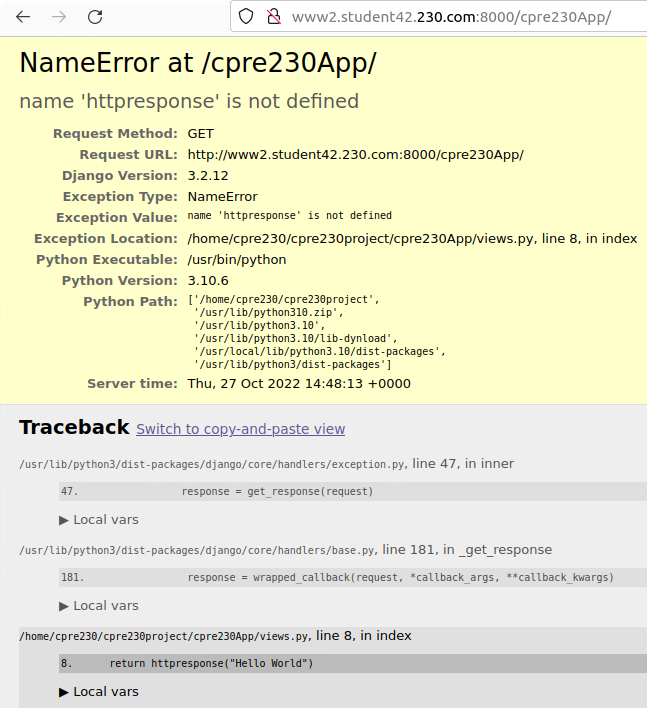 www2.student42.230.com:8000/cpre230App/
NameError at /cpre230App/
name 'httpresponse' is not defined
Request Method: GET
Request URL: http://www2.student42.230.com:8000/cpre230App/
Django Version: 3.2.12
Exception Type: NameError
Exception Value: name 'httpresponse' is not defined
Exception Location: /home/cpre230/cpre230project/cpre230App/views.py, line 8, in index
Python Executable: /usr/bin/python
Python Version: 3.10.6
Python Path: ['/home/cpre230/cpre230project',
'/usr/lib/python310.zip',
'/usr/lib/python3.10',
'/usr/lib/python3.10/lib-dynload',
'/usr/local/lib/python3.10/dist-packages',
'/usr/lib/python3/dist-packages']
Server time: Thu, 27 Oct 2022 14:48:13 +0000
Traceback Switch to copy-and-paste view
/usr/lib/python3/dist-packages/django/core/handlers/exception.py, line 47, in inner
47. response = get_response(request)
▶ Local vars
/usr/lib/python3/dist-packages/django/core/handlers/base.py, line 181, in _get_response
181. response = wrapped_callback(request, *callback_args, **callback_kwargs)
▶ Local vars
/home/cpre230/cpre230project/cpre230App/views.py, line 8, in index
8. return httpresponse("Hello World")
▶ Local vars